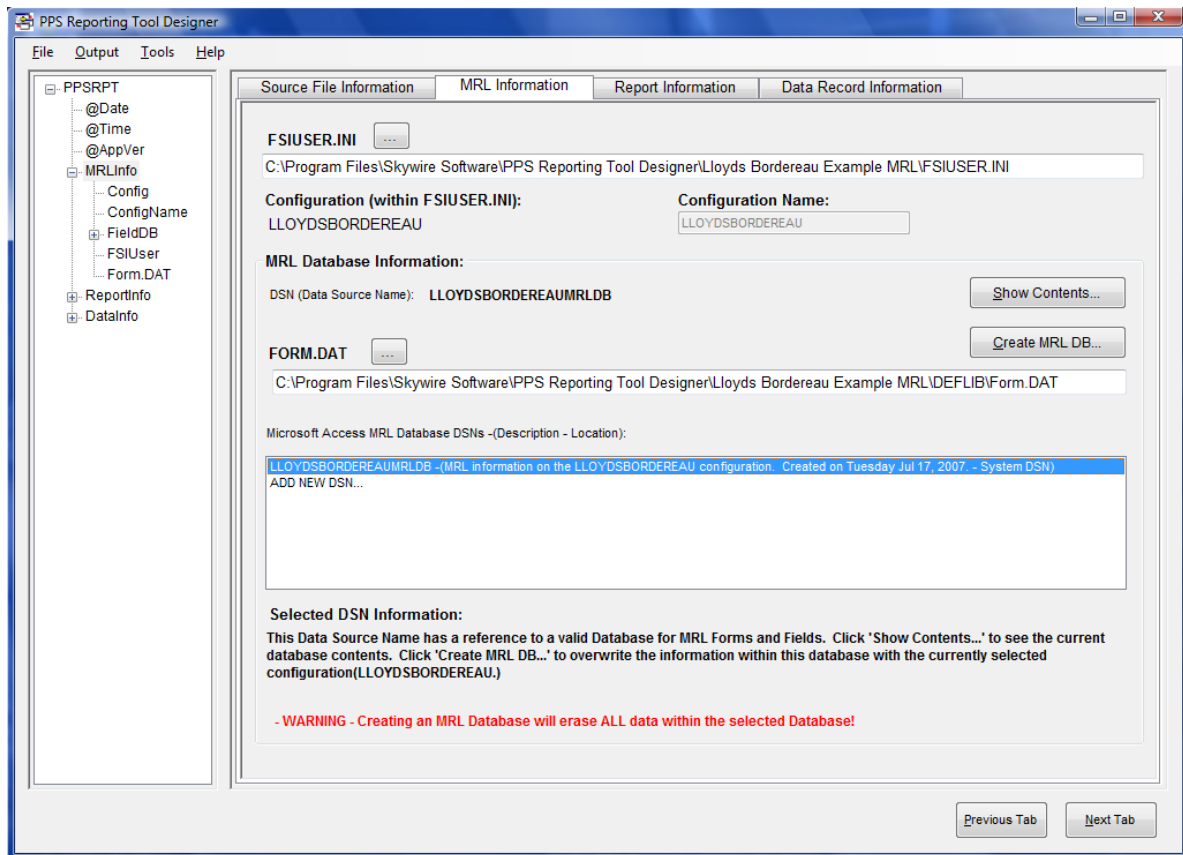 PPS Reporting Tool Designer
File Output Tools Help
PPSRPT
@Date
@Time
@AppVer
MRLInfo
Config
ConfigName
FieldDB
FSIUser
Form.DAT
ReportInfo
DataInfo
Source File Information MRL Information Report Information Data Record Information
FSIUSER.INI ...
C:\Program Files\Skywire Software\PPS Reporting Tool Designer\Lloyds Bordereau Example MRL\FSIUSER.INI
Configuration (within FSIUSER.INI): Configuration Name:
LLOYDSBORDEREAU LLOYDSBORDEREAU
MRL Database Information:
DSN (Data Source Name): LLOYDSBORDEREAUMRLDB Show Contents...
Create MRL DB...
FORM.DAT ...
C:\Program Files\Skywire Software\PPS Reporting Tool Designer\Lloyds Bordereau Example MRL\DEFLIB\Form.DAT
Microsoft Access MRL Database DSNs -(Description - Location):
LLOYDSBORDEREAUMRLDB -(MRL information on the LLOYDSBORDEREAU configuration. Created on Tuesday Jul 17, 2007. - System DSN)
ADD NEW DSN...
Selected DSN Information:
This Data Source Name has a reference to a valid Database for MRL Forms and Fields. Click 'Show Contents...' to see the current
database contents. Click 'Create MRL DB...' to overwrite the information within this database with the currently selected
configuration(LLOYDSBORDEREAU.)
- WARNING - Creating an MRL Database will erase ALL data within the selected Database!
Previous Tab Next Tab